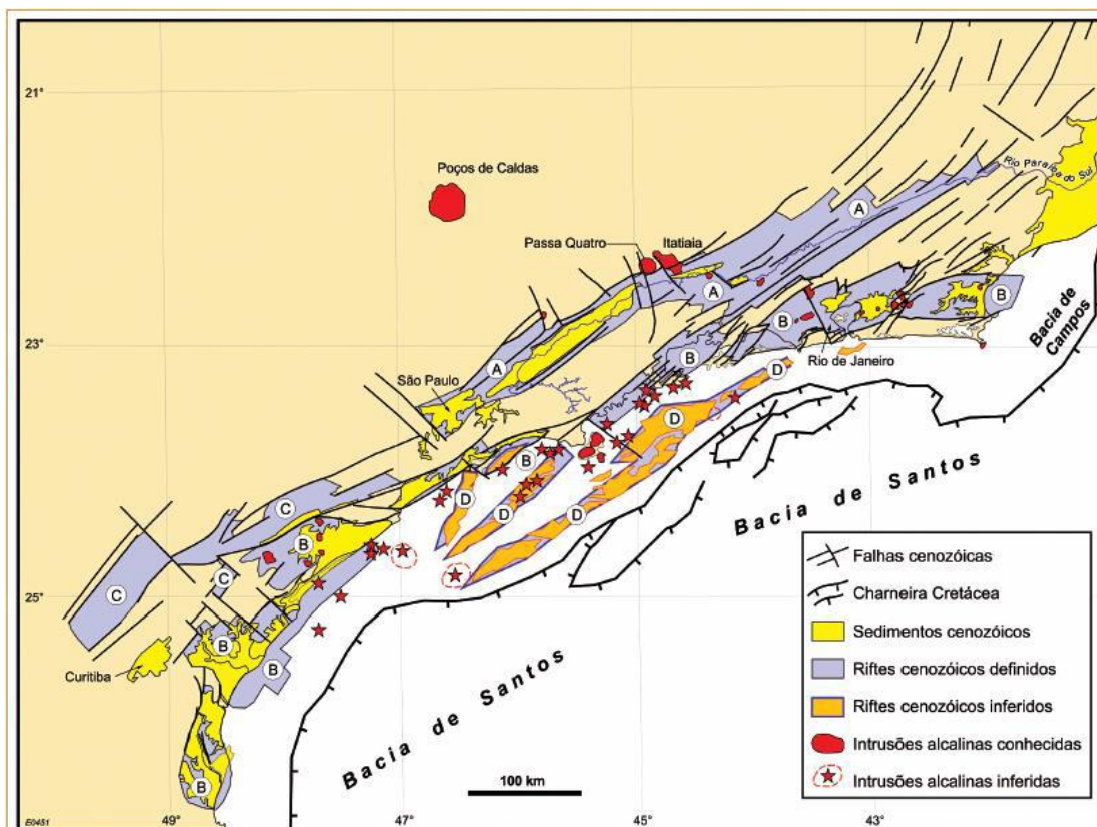 21°
Poços de Caldas
Rio Paraíba do Sul
A
Passa Quatro
Itatiaia
A
B
B
23°
Bacia de
Campos
B
Rio de Janeiro
A
D
São Paulo
D
B
D
D
D
C
B
C
C
25°
B
B
Curitiba
B
Bacia de Santos
Bacia de Santos
Falhas cenozóicas
Charneira Cretácea
Sedimentos cenozóicos
Riftes cenozóicos definidos
Riftes cenozóicos inferidos
Intrusões alcalinas conhecidas
Intrusões alcalinas inferidas
100 km
E0451
49°
47°
45°
43°